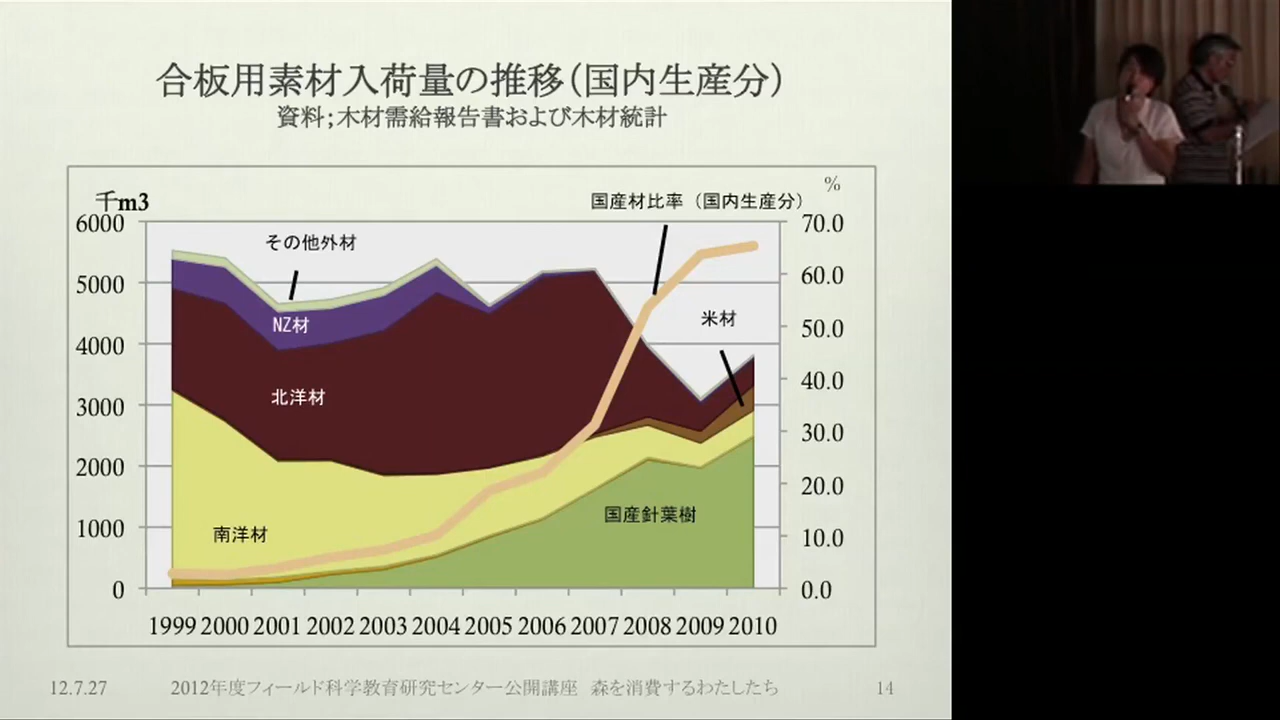 合板用素材入荷量の推移(国内生産分)
資料;木材需給報告書および木材統計
千m3
%
国産材比率(国内生産分)
6000
5000
4000
3000
2000
1000
0
70.0
60.0
50.0
40.0
30.0
20.0
10.0
0.0
その他外材
NZ材
米材
北洋材
南洋材
国産針葉樹
1999 2000 2001 2002 2003 2004 2005 2006 2007 2008 2009 2010
12.7.27
2012年度フィールド科学教育研究センター公開講座 森を消費するわたしたち
14